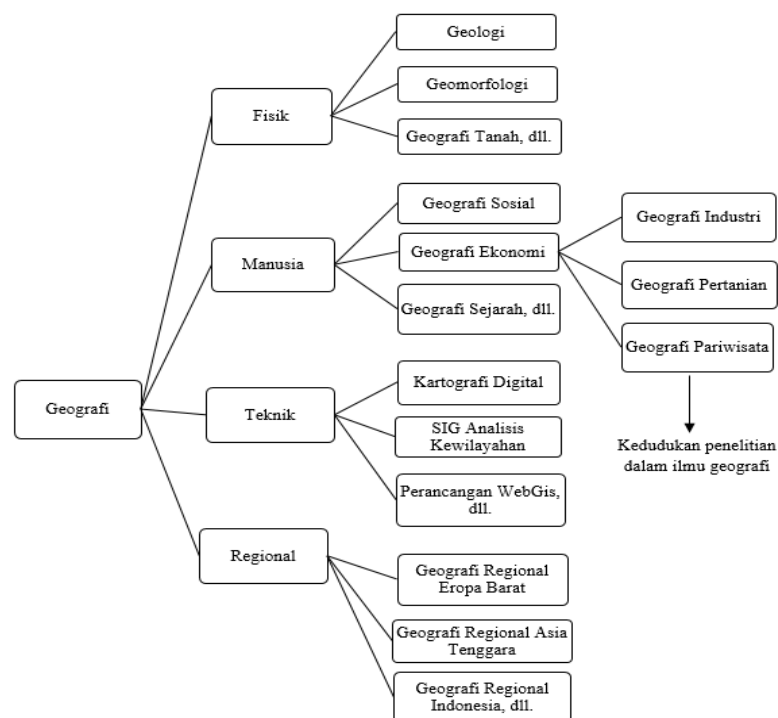 Geografi
Fisik
Geologi
Geomorfologi
Geografi Tanah, dll.
Manusia
Geografi Sosial
Geografi Ekonomi
Geografi Sejarah, dll.
Geografi Industri
Geografi Pertanian
Geografi Pariwisata
Kedudukan penelitian
dalam ilmu geografi
Teknik
Kartografi Digital
SIG Analisis
Kewilayahan
Perancangan WebGis,
dll.
Regional
Geografi Regional
Eropa Barat
Geografi Regional Asia
Tenggara
Geografi Regional
Indonesia, dll.